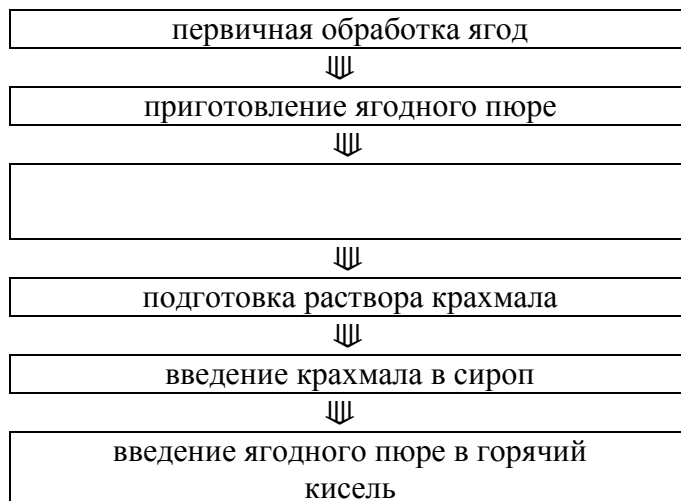 первичная обработка ягод
приготовление ягодного пюре
подготовка раствора крахмала
введение крахмала в сироп
введение ягодного пюре в горячий
кисель